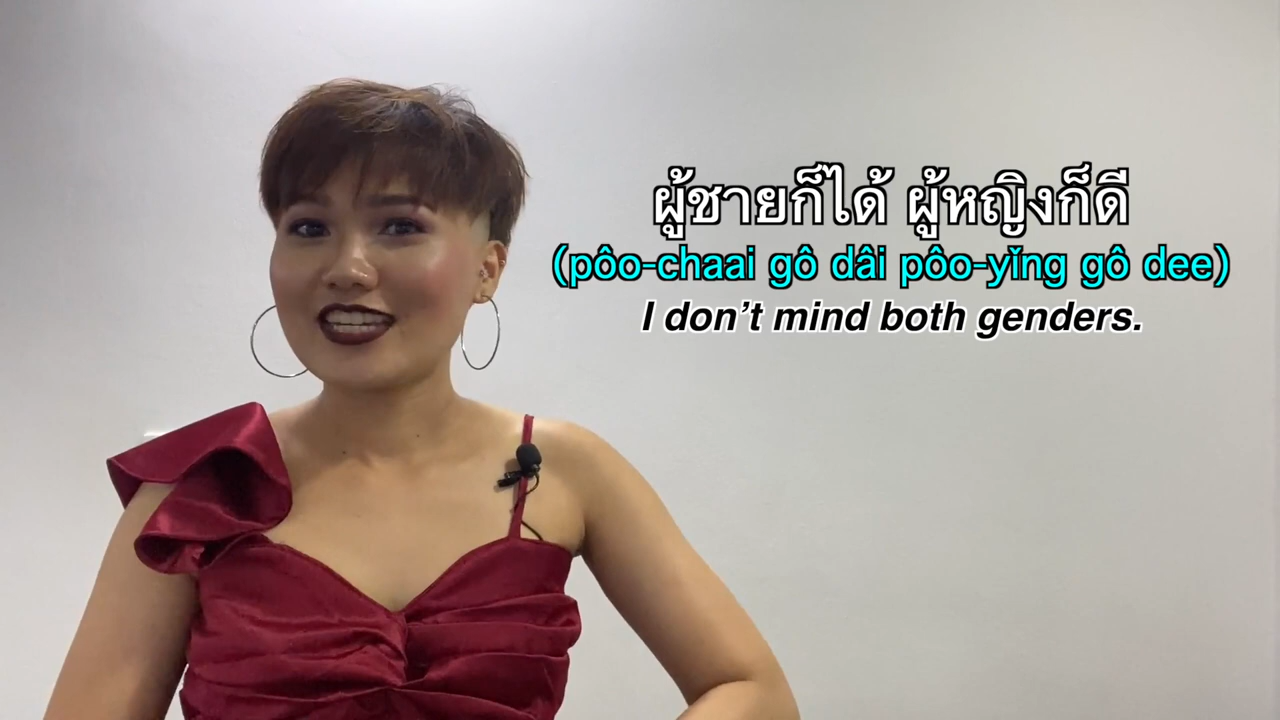 ผู้ชายก็ได้ ผู้หญิงก็ดี
(pôo-chaai gô dâi pôo-yǐng gô dee)
I don't mind both genders.